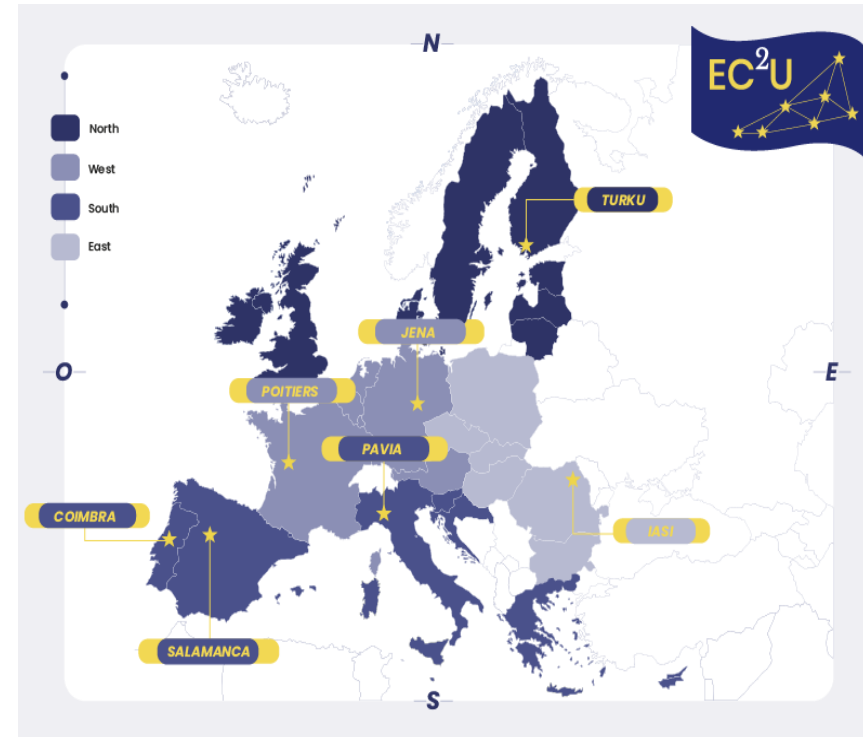 N
EC²U
North
West
South
East
TURKU
JENA
O
E
POITIERS
PAVIA
COIMBRA
IASI
SALAMANCA
S